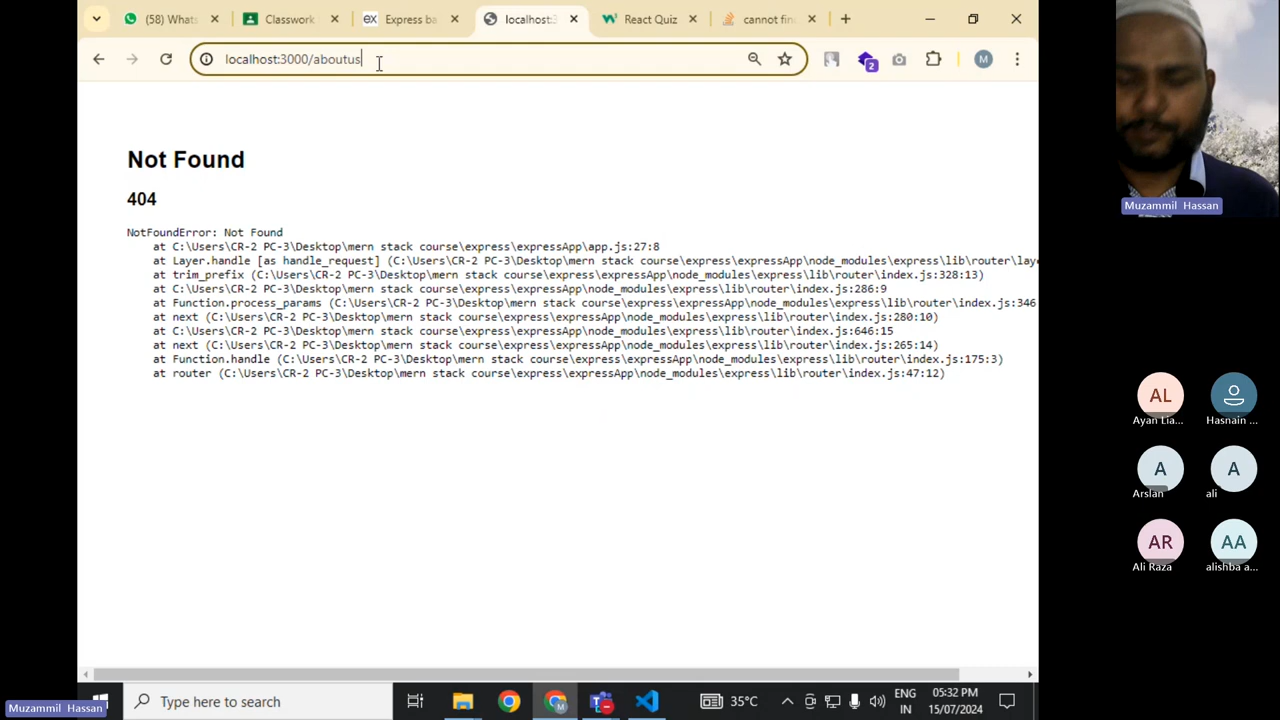 (58) Whats
Classwork
ex Express ba
localhost:3
React Quiz
cannot fin
localhost:3000/aboutus
2
M
Not Found
404
NotFoundError: Not Found
at C:\Users\CR-2 PC-3\Desktop\mern stack course\express\expressApp\app.js:27:8
at Layer.handle [as handle_request] (C:\Users\CR-2 PC-3\Desktop\mern stack course\express\expressApp\node_modules\express\lib\router\laye
at trim_prefix (C:\Users\CR-2 PC-3\Desktop\mern stack course\express\expressApp\node_modules\express\lib\router\index.js:328:13)
at C:\Users\CR-2 PC-3\Desktop\mern stack course\express\expressApp\node_modules\express\lib\router\index.js:286:9
at Function.process_params (C:\Users\CR-2 PC-3\Desktop\mern stack course\express\expressApp\node_modules\express\lib\router\index.js:346
at next (C:\Users\CR-2 PC-3\Desktop\mern stack course\express\expressApp\node_modules\express\lib\router\index.js:280:10)
at C:\Users\CR-2 PC-3\Desktop\mern stack course\express\expressApp\node_modules\express\lib\router\index.js:646:15
at next (C:\Users\CR-2 PC-3\Desktop\mern stack course\express\expressApp\node_modules\express\lib\router\index.js:265:14)
at Function.handle (C:\Users\CR-2 PC-3\Desktop\mern stack course\express\expressApp\node_modules\express\lib\router\index.js:175:3)
at router (C:\Users\CR-2 PC-3\Desktop\mern stack course\express\expressApp\node_modules\express\lib\router\index.js:47:12)
Muzammil Hassan
AL
Ayan Lia...
Hasnain ...
A
Arslan
A
ali
AR
Ali Raza
AA
alishba a...
Muzammil Hassan
Type here to search
35°C
ENG
IN
05:32 PM
15/07/2024